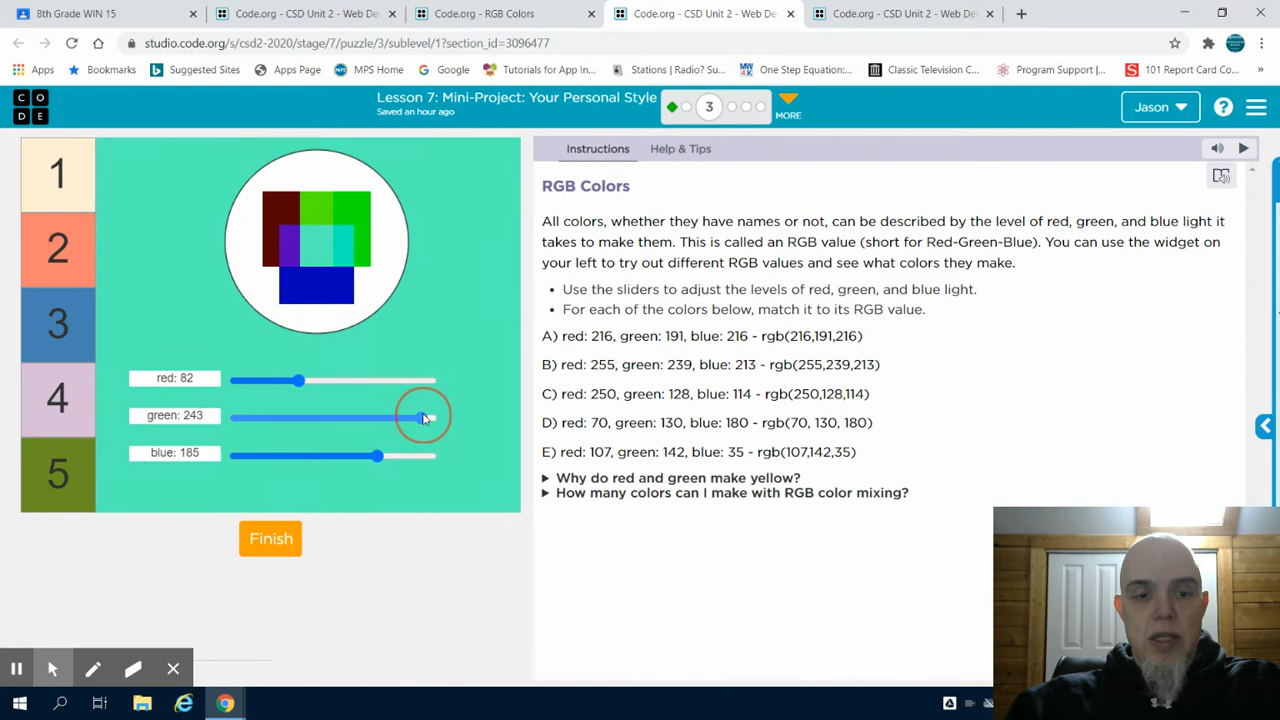 8th Grade WIN 15
Code.org - CSD Unit 2 - Web De
Code.org - RGB Colors
Code.org - CSD Unit 2 - Web De
Code.org - CSD Unit 2 - Web De
studio.code.org/s/csd2-2020/stage/7/puzzle/3/sublevel/1?section_id=3096477
Apps
Bookmarks
Suggested Sites
Apps Page
MPS Home
Google
Tutorials for App In...
Stations | Radio? Su...
One Step Equation:...
Classic Television C...
Program Support |...
101 Report Card Co...
C O
D E
Lesson 7: Mini-Project: Your Personal Style
Saved an hour ago
3
MORE
Jason
?
1
2
3
4
5
red: 82
green: 243
blue: 185
Finish
Instructions
Help & Tips
RGB Colors
All colors, whether they have names or not, can be described by the level of red, green, and blue light it
takes to make them. This is called an RGB value (short for Red-Green-Blue). You can use the widget on
your left to try out different RGB values and see what colors they make.
• Use the sliders to adjust the levels of red, green, and blue light.
• For each of the colors below, match it to its RGB value.
A) red: 216, green: 191, blue: 216 - rgb(216,191,216)
B) red: 255, green: 239, blue: 213 - rgb(255,239,213)
C) red: 250, green: 128, blue: 114 - rgb(250,128,114)
D) red: 70, green: 130, blue: 180 - rgb(70, 130, 180)
E) red: 107, green: 142, blue: 35 - rgb(107,142,35)
Why do red and green make yellow?
How many colors can I make with RGB color mixing?